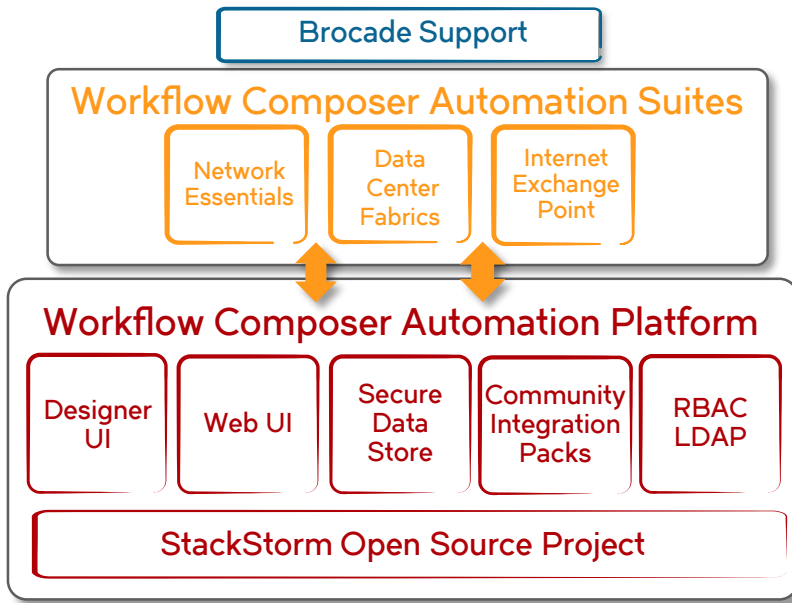 Brocade Support
Workflow Composer Automation Suites
Network
Essentials
Data
Center
Fabrics
Internet
Exchange
Point
Workflow Composer Automation Platform
Designer
UI
Web UI
Secure
Data
Store
Community
Integration
Packs
RBAC
LDAP
StackStorm Open Source Project